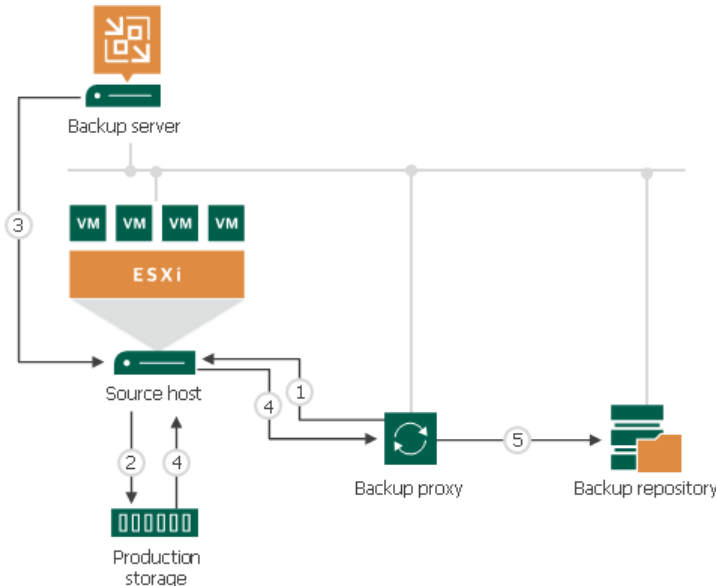 Backup server
3
VM VM VM VM
ESXi
Source host
1
4
2
4
5
Backup proxy
Backup repository
Production
storage